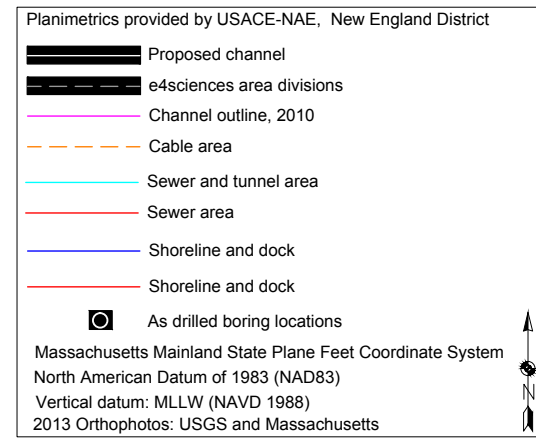 Planimetrics provided by USACE-NAE, New England District
Proposed channel
e4sciences area divisions
Channel outline, 2010
Cable area
Sewer and tunnel area
Sewer area
Shoreline and dock
Shoreline and dock
As drilled boring locations
Massachusetts Mainland State Plane Feet Coordinate System
North American Datum of 1983 (NAD83)
N
Vertical datum: MLLW (NAVD 1988)
2013 Orthophotos: USGS and Massachusetts